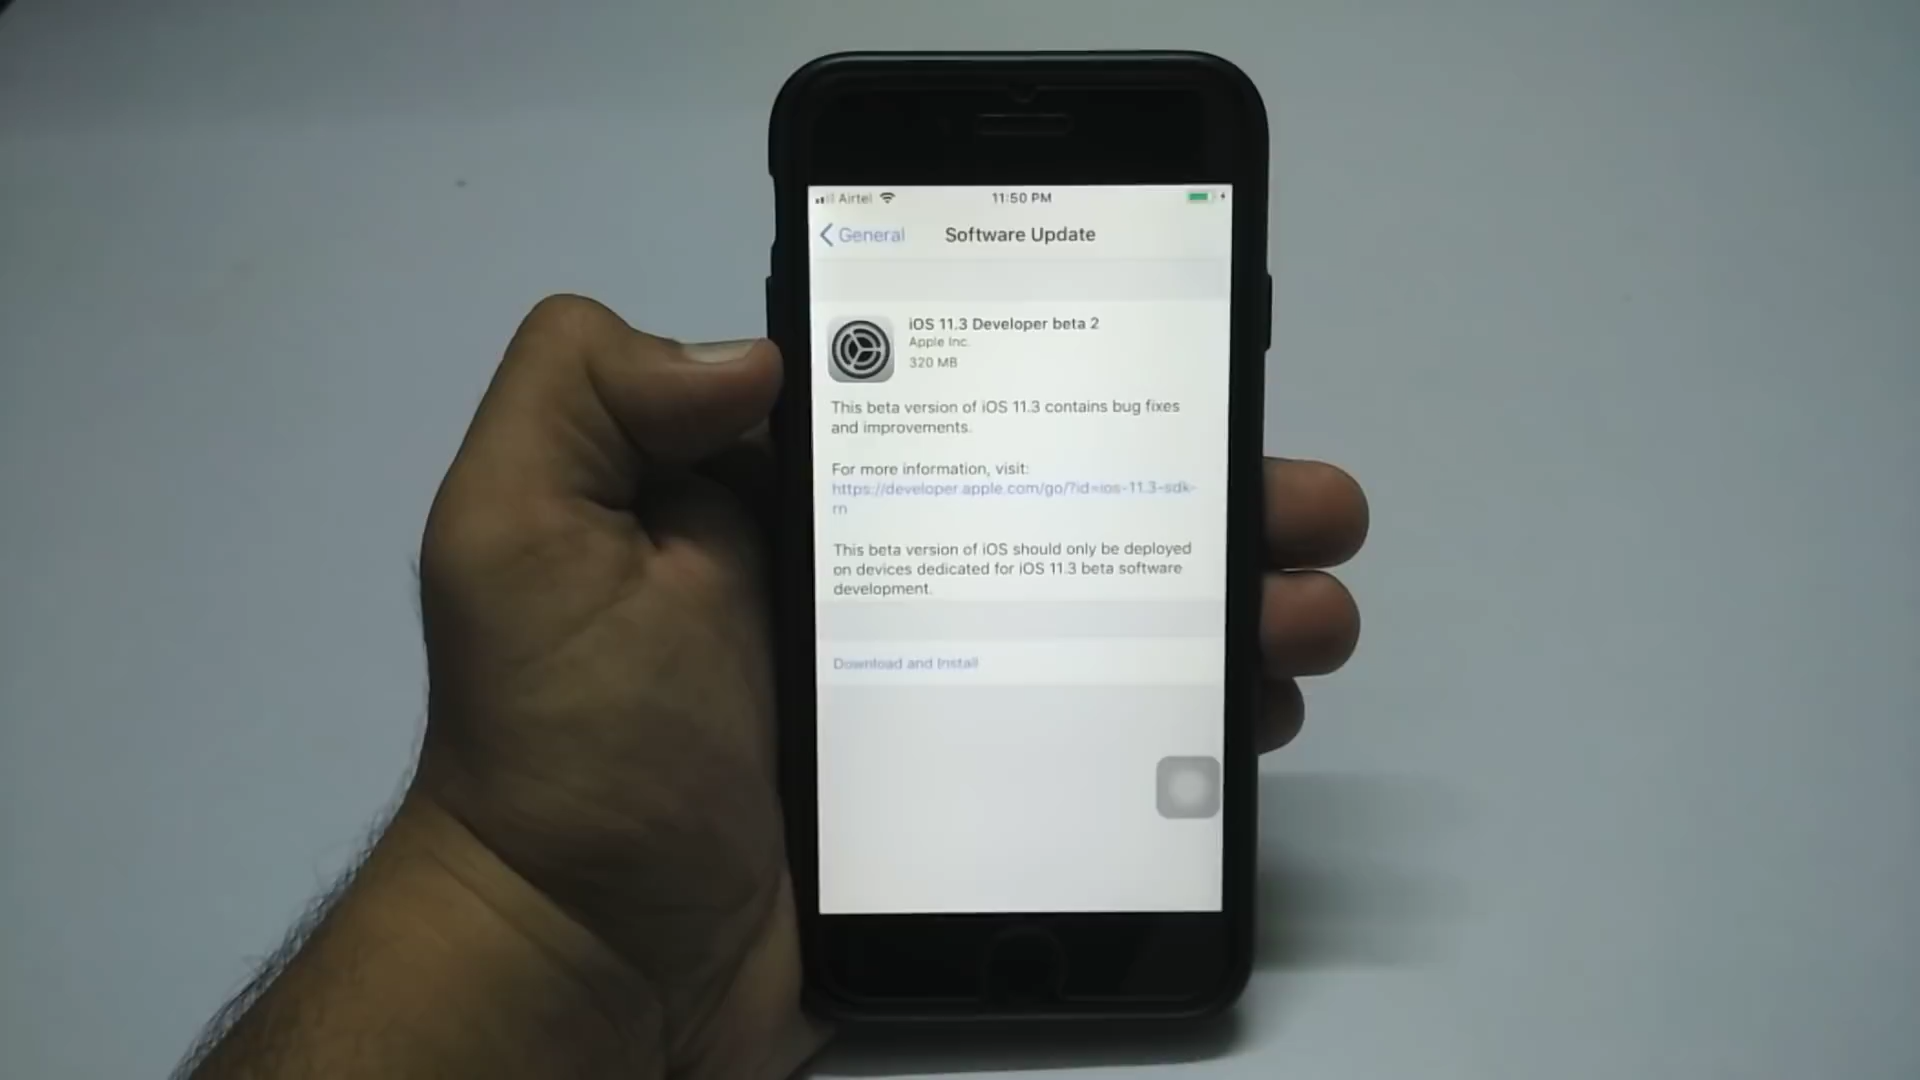 Airtel 11:50 PM
General Software Update
iOS 11.3 Developer beta 2
Apple Inc.
320 MB
This beta version of iOS 11.3 contains bug fixes
and improvements.
For more information, visit:
https://developer.apple.com/go/?id=ios-11.3-sdk-
rn
This beta version of iOS should only be deployed
on devices dedicated for iOS 11.3 beta software
development.
Download and Install